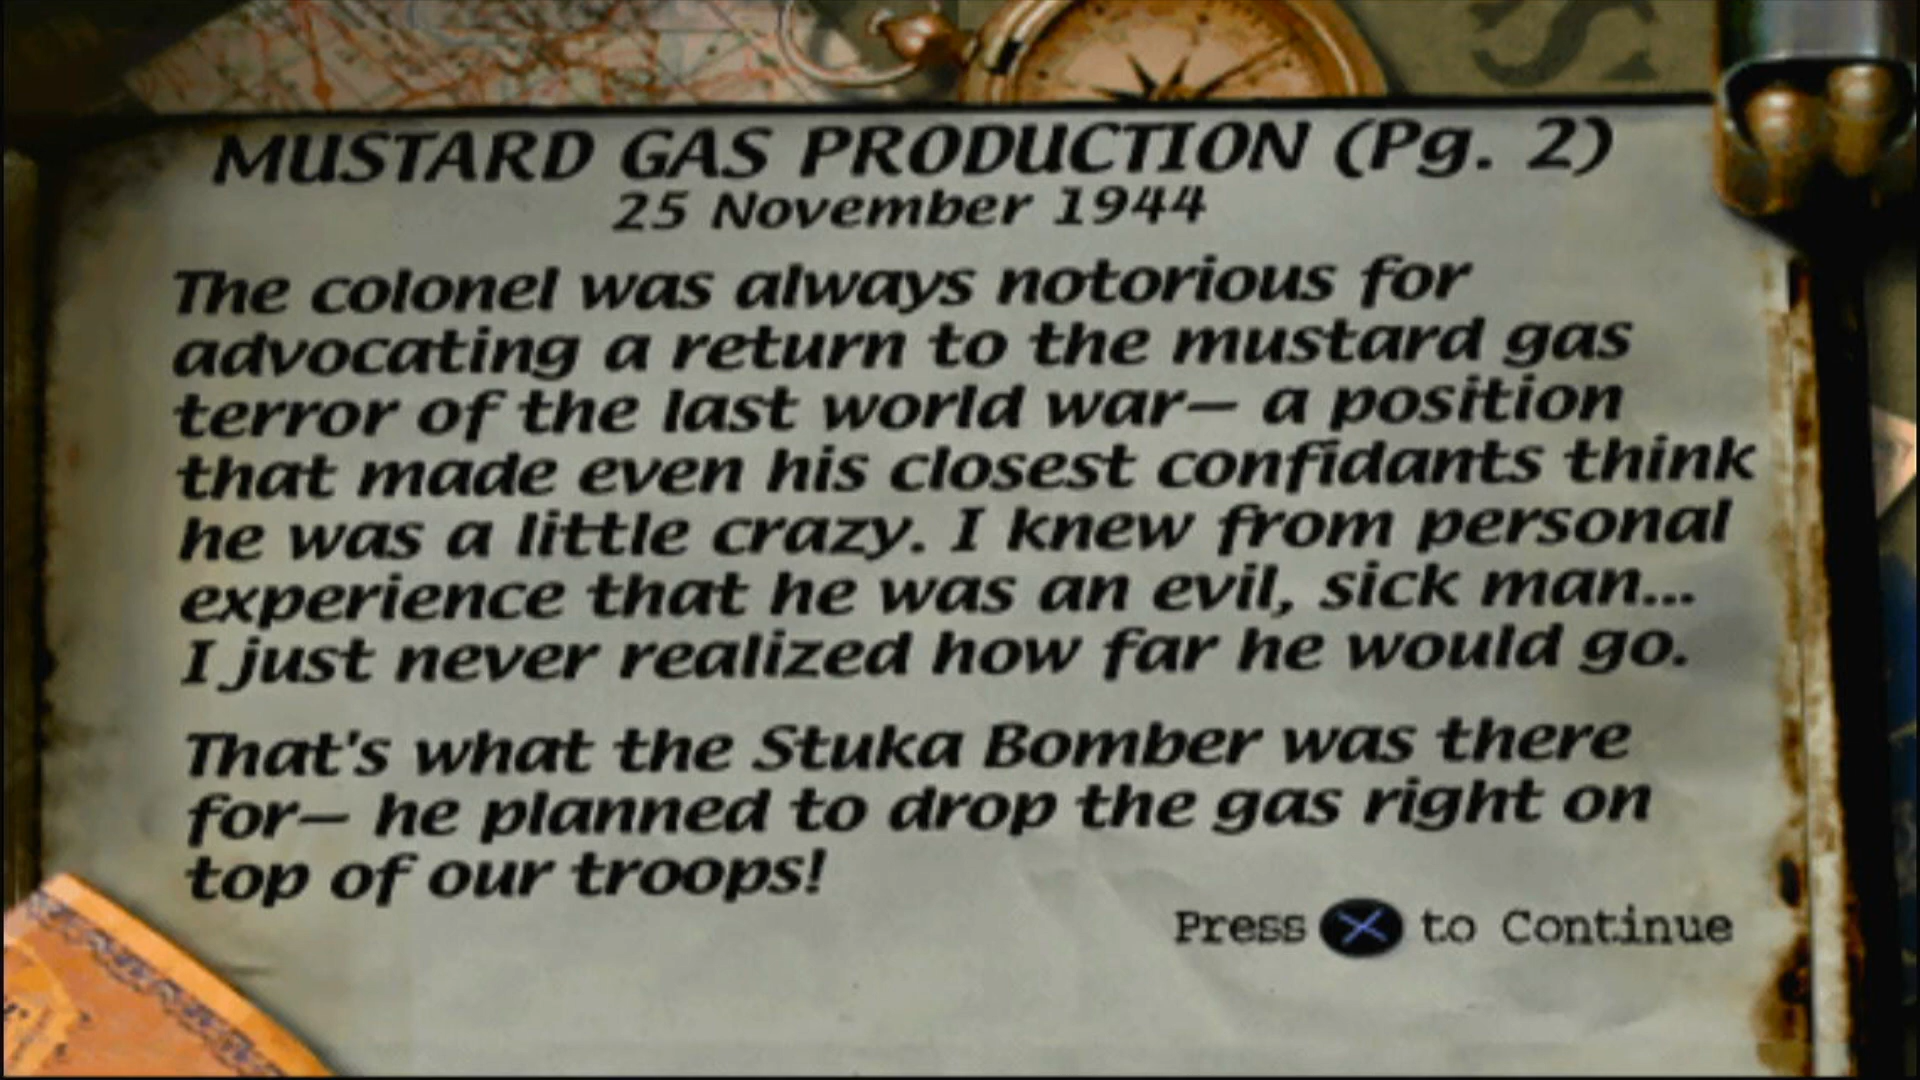 MUSTARD GAS PRODUCTION (Pg. 2)
25 November 1944
The colonel was always notorious for
advocating a return to the mustard gas
terror of the last world war— a position
that made even his closest confidants think
he was a little crazy. I knew from personal
experience that he was an evil, sick man...
I just never realized how far he would go.
That's what the Stuka Bomber was there
for— he planned to drop the gas right on
top of our troops!
Press X to Continue